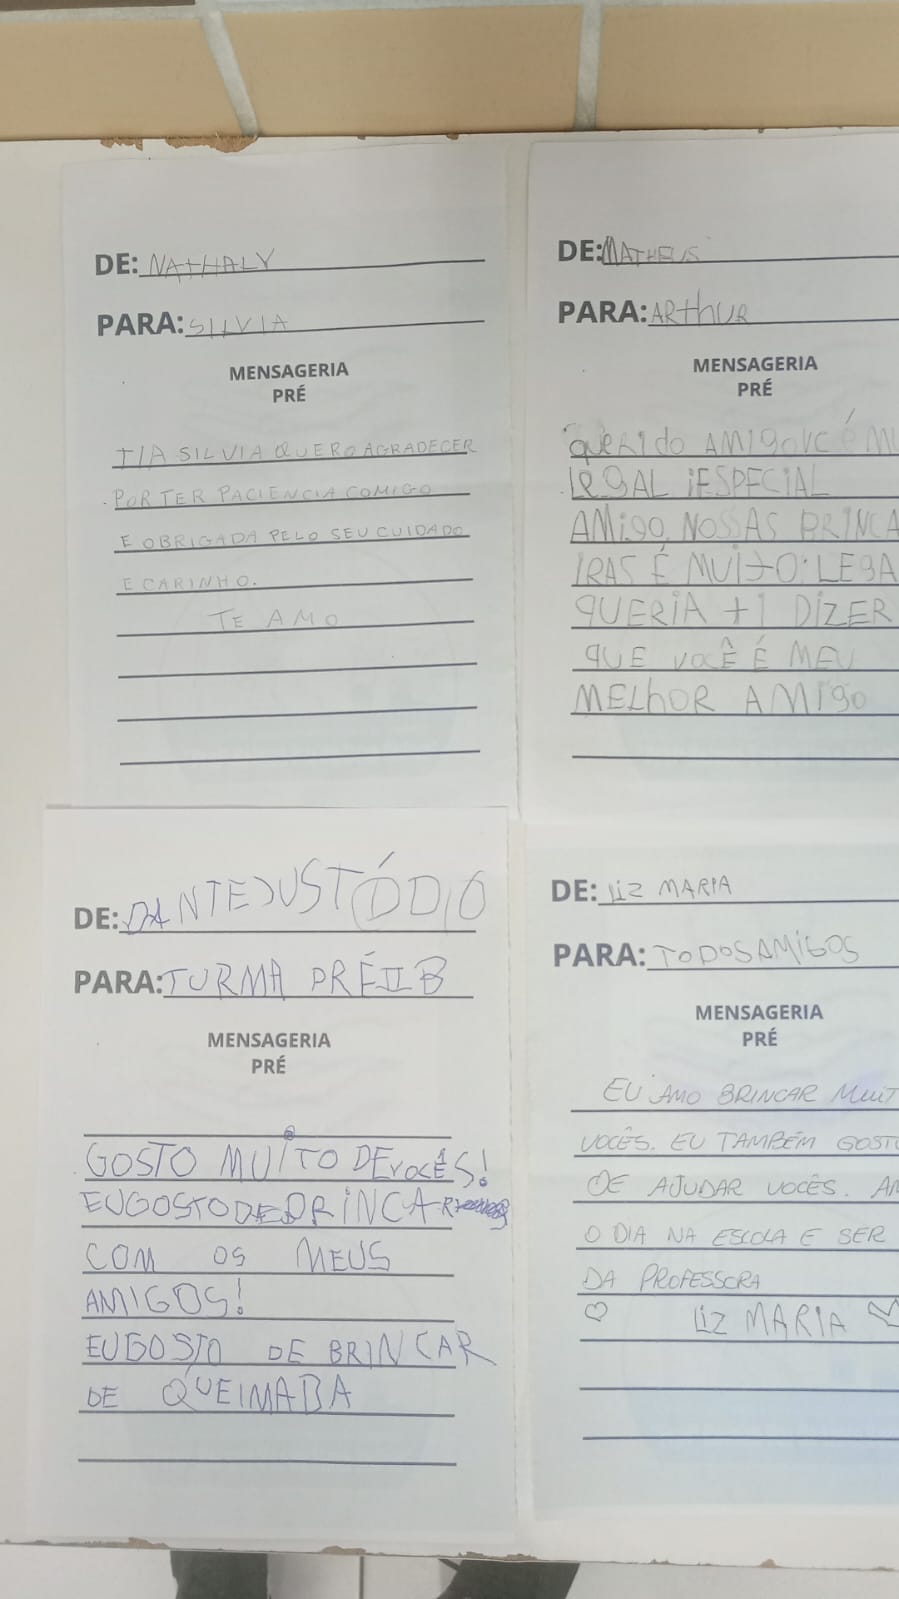 DE: NATHALY
PARA: SILVIA
MENSAGERIA
PRÉ
TIA SILVIA QUERO AGRADECER
POR TER PACIENCIA COMIGO
E OBRIGADA PELO SEU CUIDADO
E CARINHO.
TE AMO
DE: MATHEUS
PARA: ARthUR
MENSAGERIA
PRÉ
querido AMIgo VC É MU
LEGAL iESPECIAL
AMigO, NOSSAS BRINCA
IRAS É MUITO LEGA
QUERIA +1 DIZER
QUE VOCÊ É MEU
MELhOR AMIgO
DE: DANTE
PARA: TURMA PRÉ II B
MENSAGERIA
PRÉ
GOSTO MUITO DE VOCÊS!
EU GOSTO DE BRINCAR
COM OS MEUS
AMIGOS!
EU GOSTO DE BRINCAR
DE QUEIMADA
DE: LiZ MARIA
PARA: TODOS AMiGOS
MENSAGERIA
PRÉ
EU AMO BRINCAR MUIT
VOCÊS. EU TAMBÉM GOSTO
DE AJUDAR VOCÊS. AM
O DIA NA ESCOLA E SER
DA PROFESSORA
♡ LIZ MARIA